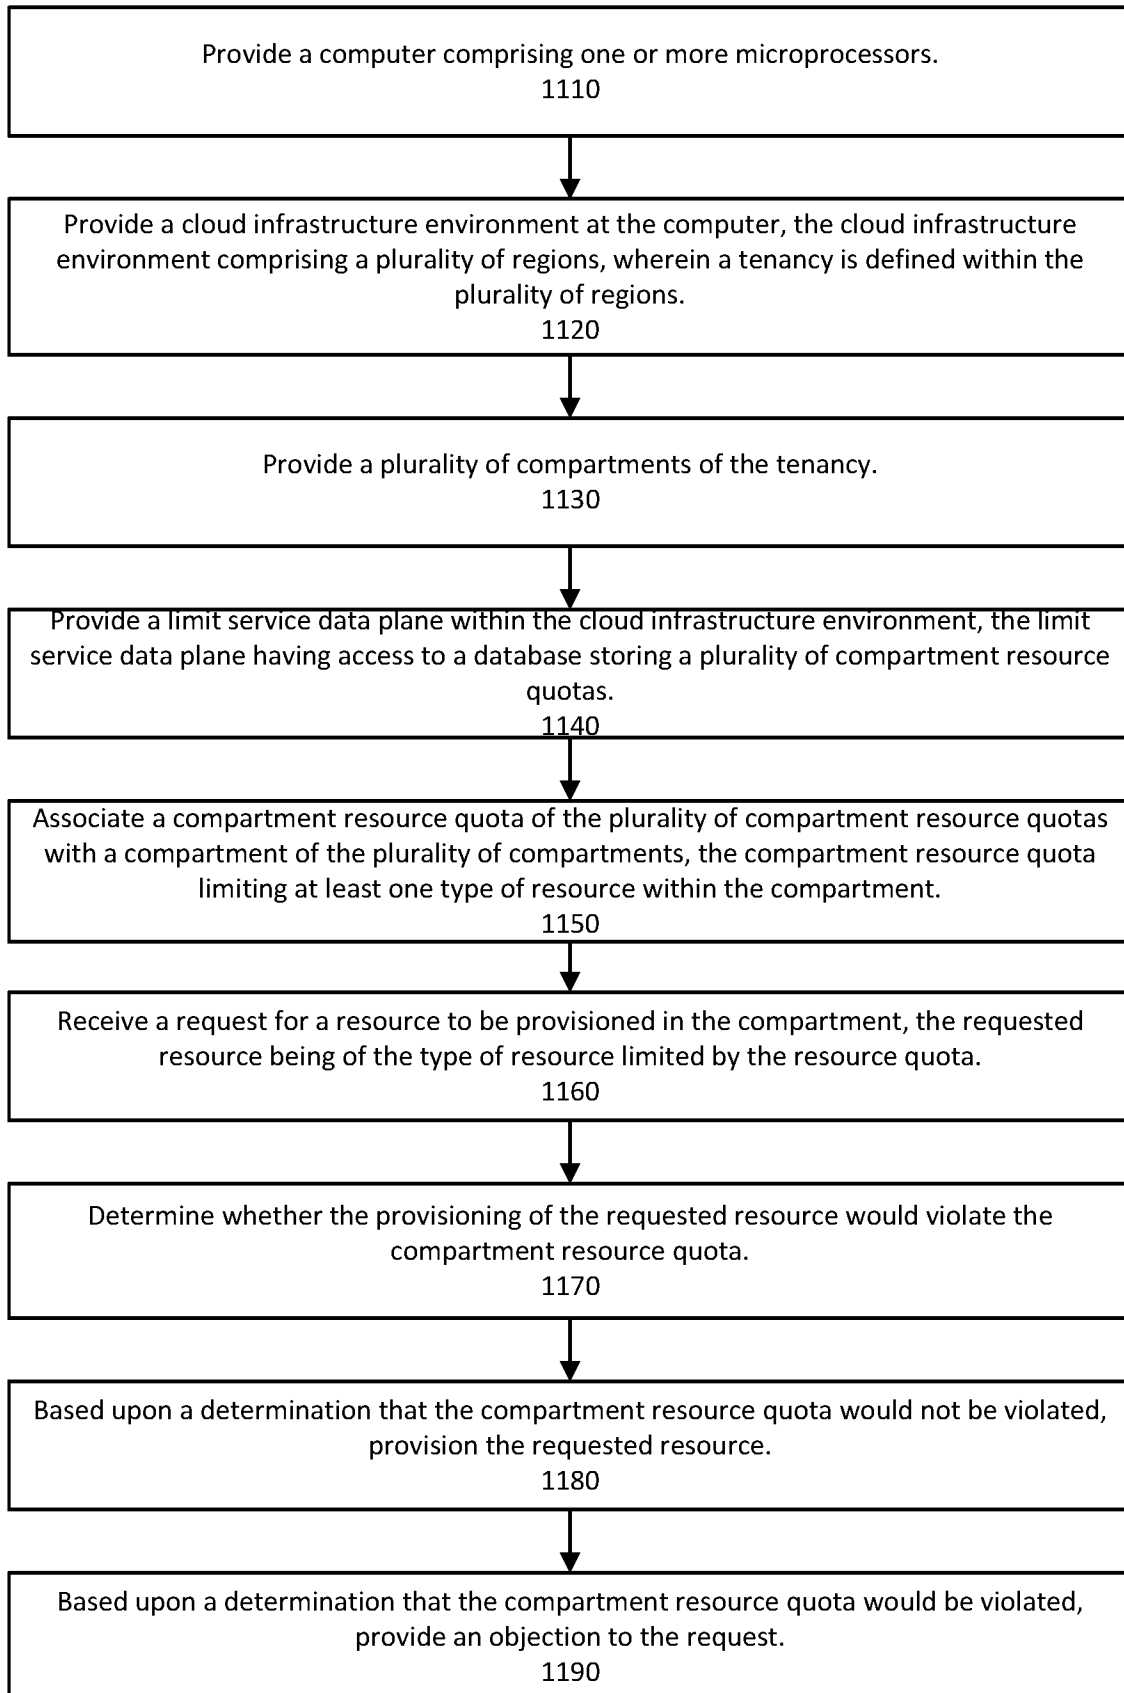 Provide a computer comprising one or more microprocessors.
1110
Provide a cloud infrastructure environment at the computer, the cloud infrastructure
environment comprising a plurality of regions, wherein a tenancy is defined within the
plurality of regions.
1120
Provide a plurality of compartments of the tenancy.
1130
Provide a limit service data plane within the cloud infrastructure environment, the limit
service data plane having access to a database storing a plurality of compartment resource
quotas.
1140
Associate a compartment resource quota of the plurality of compartment resource quotas
with a compartment of the plurality of compartments, the compartment resource quota
limiting at least one type of resource within the compartment.
1150
Receive a request for a resource to be provisioned in the compartment, the requested
resource being of the type of resource limited by the resource quota.
1160
Determine whether the provisioning of the requested resource would violate the
compartment resource quota.
1170
Based upon a determination that the compartment resource quota would not be violated,
provision the requested resource.
1180
Based upon a determination that the compartment resource quota would be violated,
provide an objection to the request.
1190